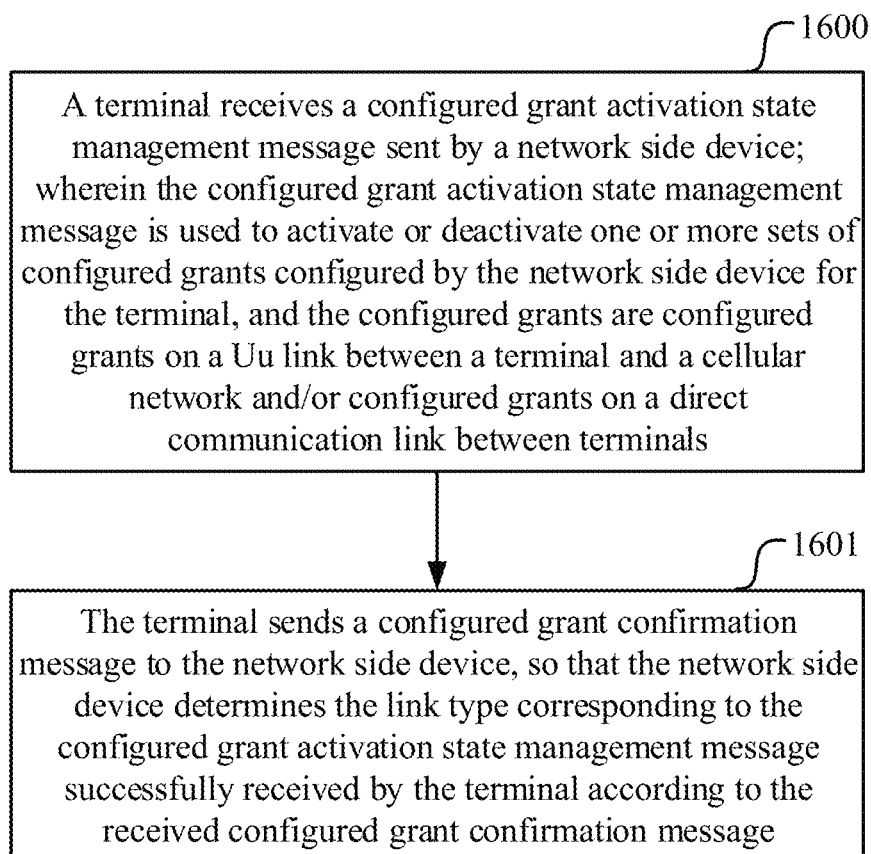 1600
A terminal receives a configured grant activation state
management message sent by a network side device;
wherein the configured grant activation state management
message is used to activate or deactivate one or more sets of
configured grants configured by the network side device for
the terminal, and the configured grants are configured
grants on a Uu link between a terminal and a cellular
network and/or configured grants on a direct
communication link between terminals
1601
The terminal sends a configured grant confirmation
message to the network side device, so that the network side
device determines the link type corresponding to the
configured grant activation state management message
successfully received by the terminal according to the
received configured grant confirmation message